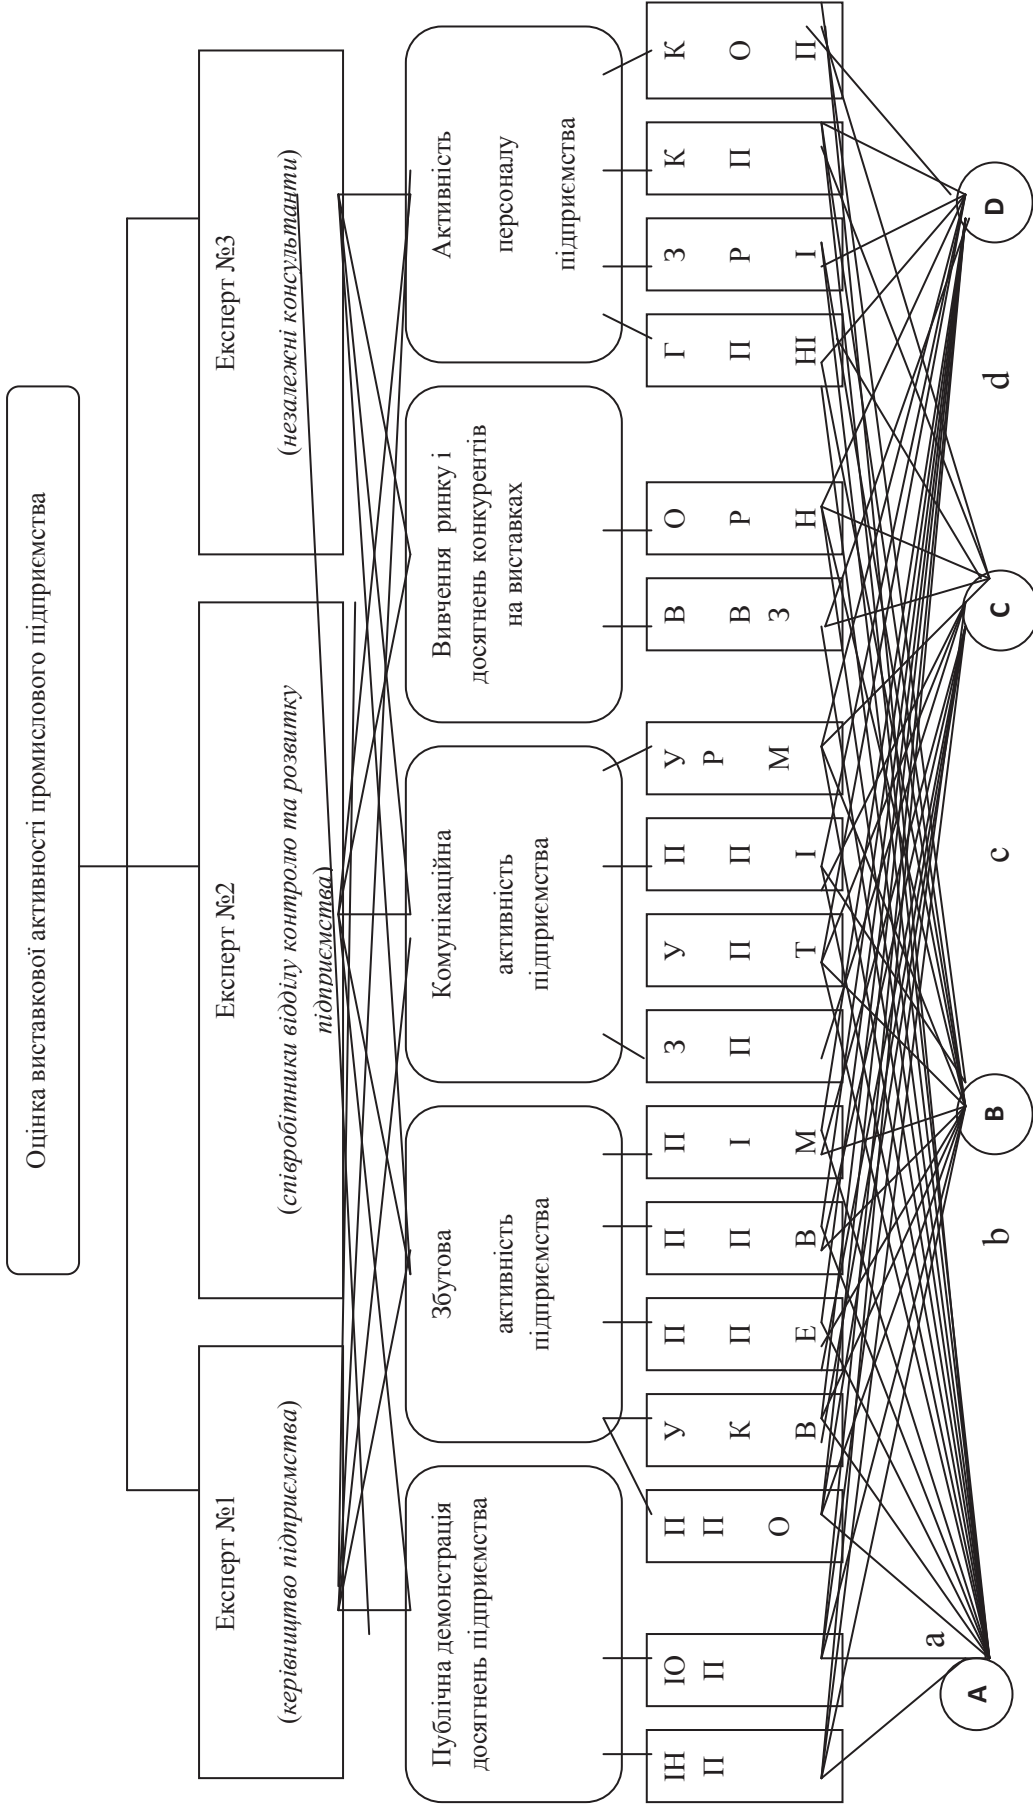 Оцінка виставкової активності промислового підприємства
Експерт №1
(керівництво підприємства)
Експерт №2
(співробітники відділу контролю та розвитку
підприємства)
Експерт №3
(незалежні консультанти)
Публічна демонстрація
досягнень підприємства
Збутова
активність
підприємства
Комунікаційна
активність
підприємства
Вивчення ринку і
досягнень конкурентів
на виставках
Активність
персоналу
підприємства
ІН
П
Ю
П
П
П
О
У
К
В
П
П
Е
П
П
В
П
І
М
З
П
У
П
Т
П
П
І
У
Р
М
В
В
З
О
Р
Н
Г
П
НІ
З
Р
І
К
П
К
О
П
a
A
b
B
c
C
d
D